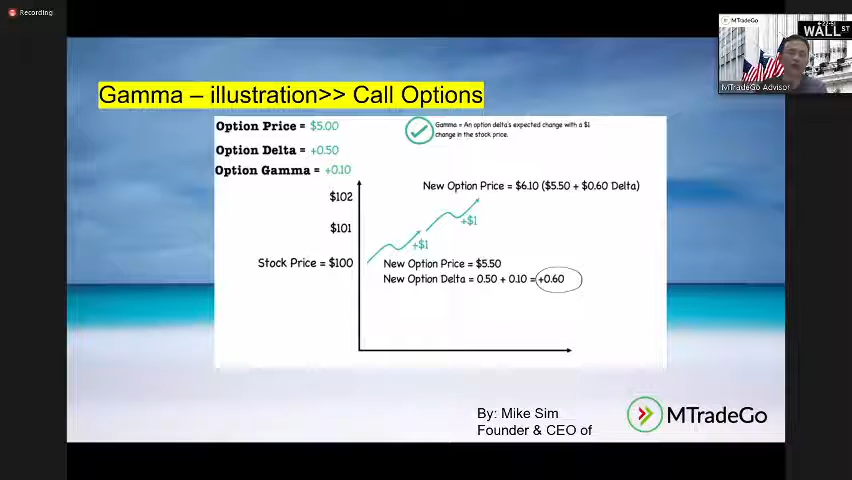 Recording
MTradeGo
WALL ST
MTradeGo Advisor
Gamma – illustration>> Call Options
Option Price = $5.00
Gamma = An option delta's expected change with a $1
change in the stock price.
Option Delta = +0.50
Option Gamma = +0.10
New Option Price = $6.10 ($5.50 + $0.60 Delta)
$102
+$1
$101
+$1
Stock Price = $100
New Option Price = $5.50
New Option Delta = 0.50 + 0.10 = +0.60
By: Mike Sim
Founder & CEO of
MTradeGo